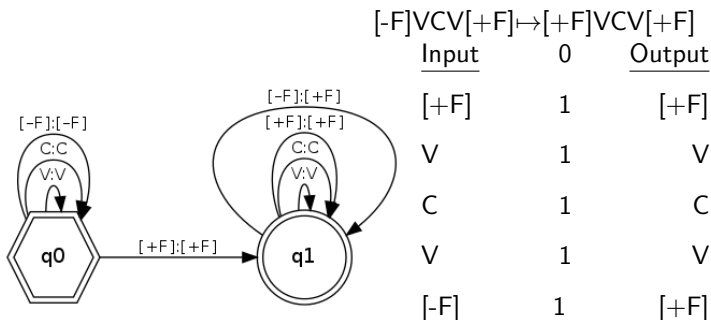 [-F]VCV[+F]↦[+F]VCV[+F]
Input 0 Output
[+F] 1 [+F]
V 1 V
C 1 C
V 1 V
[-F] 1 [+F]
[-F]:[-F]
C:C
V:V
q0
[+F]:[+F]
[-F]:[+F]
[+F]:[+F]
C:C
V:V
q1